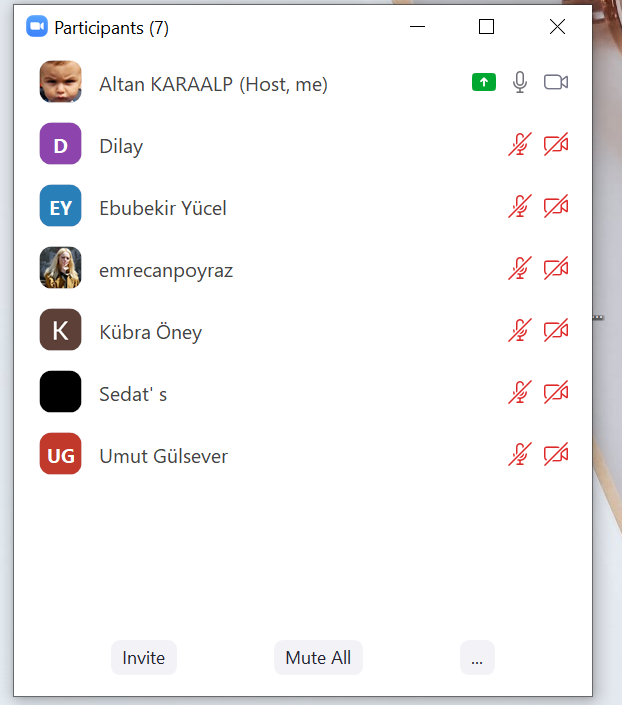 Participants (7)
Altan KARAALP (Host, me)
D Dilay
EY Ebubekir Yücel
emrecanpoyraz
K Kübra Öney
Sedat' s
UG Umut Gülsever
Invite Mute All ...